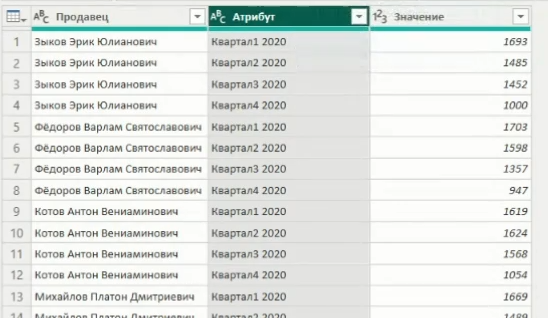 Продавец Атрибут Значение
1 Зыков Эрик Юлианович Квартал1 2020 1693
2 Зыков Эрик Юлианович Квартал2 2020 1485
3 Зыков Эрик Юлианович Квартал3 2020 1452
4 Зыков Эрик Юлианович Квартал4 2020 1000
5 Фёдоров Варлам Святославович Квартал1 2020 1703
6 Фёдоров Варлам Святославович Квартал2 2020 1598
7 Фёдоров Варлам Святославович Квартал3 2020 1357
8 Фёдоров Варлам Святославович Квартал4 2020 947
9 Котов Антон Вениаминович Квартал1 2020 1619
10 Котов Антон Вениаминович Квартал2 2020 1624
11 Котов Антон Вениаминович Квартал3 2020 1568
12 Котов Антон Вениаминович Квартал4 2020 1054
13 Михайлов Платон Дмитриевич Квартал1 2020 1669
14 Михайлов Платон Дмитриевич Квартал2 2020 1489